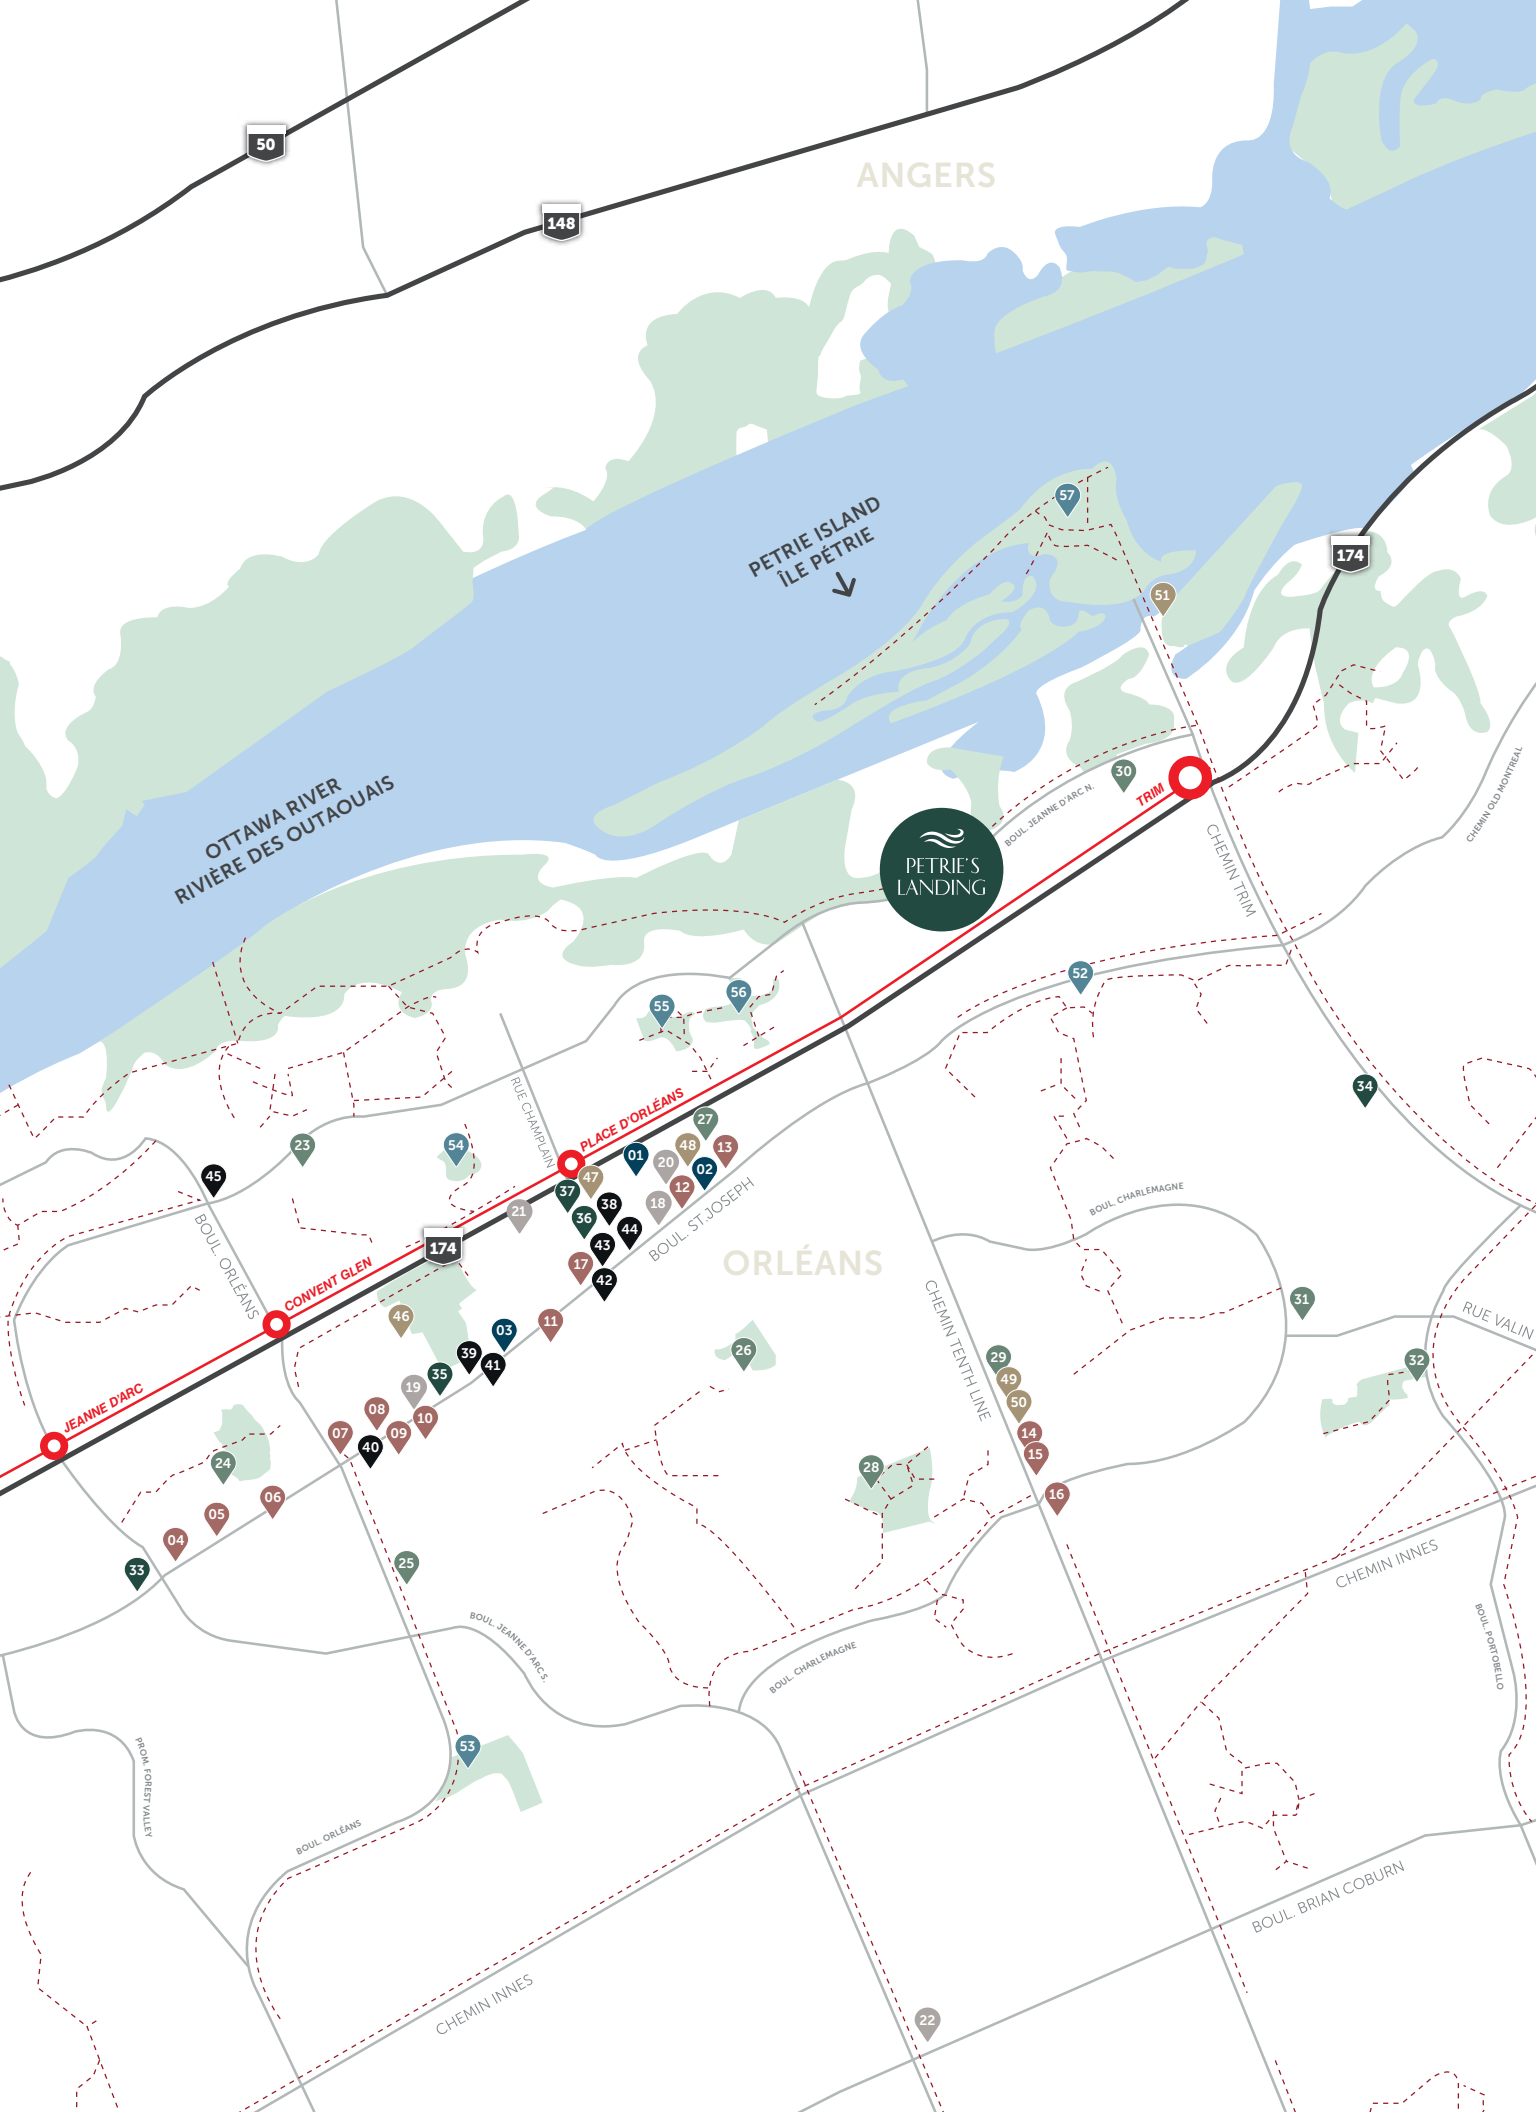 50
148
ANGERS
57
PETRIE ISLAND
ÎLE PÉTRIE
174
51
OTTAWA RIVER
RIVIÈRE DES OUTAOUAIS
30
TRIM
BOUL. JEANNE D'ARC N.
CHEMIN OLD MONTREAL
PETRIE'S
LANDING
CHEMIN TRIM
52
55
56
34
RUE CHAMPLAIN
PLACE D'ORLÉANS
27
23
54
45
01
20
48
13
02
47
37
12
38
18
21
36
44
BOUL. ST.JOSEPH
BOUL. CHARLEMAGNE
174
43
17
42
ORLÉANS
BOUL. ORLÉANS
CONVENT GLEN
31
46
03
11
CHEMIN TENTH LINE
RUE VALIN
39
41
26
29
32
35
19
49
50
JEANNE D'ARC
08
10
07
09
40
14
15
24
28
06
16
05
04
33
25
CHEMIN INNES
BOUL. JEANNE D'ARC S.
BOUL. CHARLEMAGNE
BOUL. PORTOBELLO
53
PROM. FOREST VALLEY
BOUL. ORLÉANS
BOUL. BRIAN COBURN
CHEMIN INNES
22